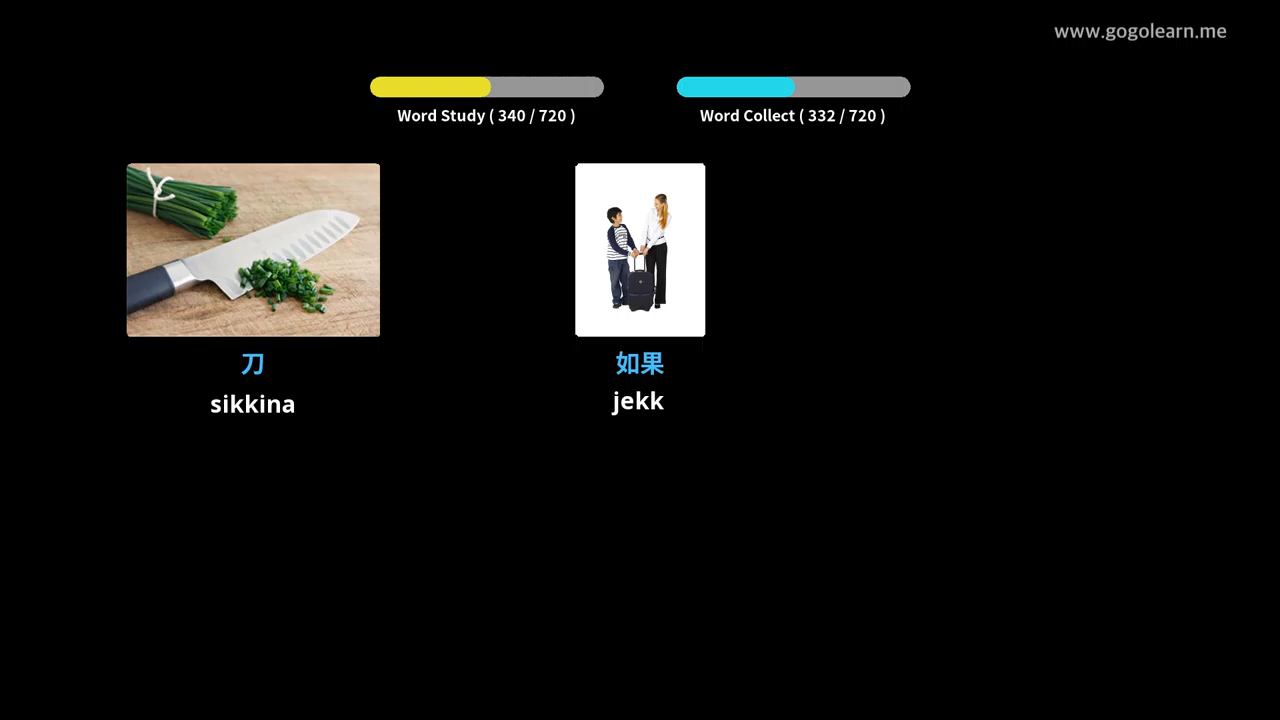 www.gogolearn.me
Word Study ( 340 / 720 )
Word Collect ( 332 / 720 )
刀
sikkina
如果
jekk